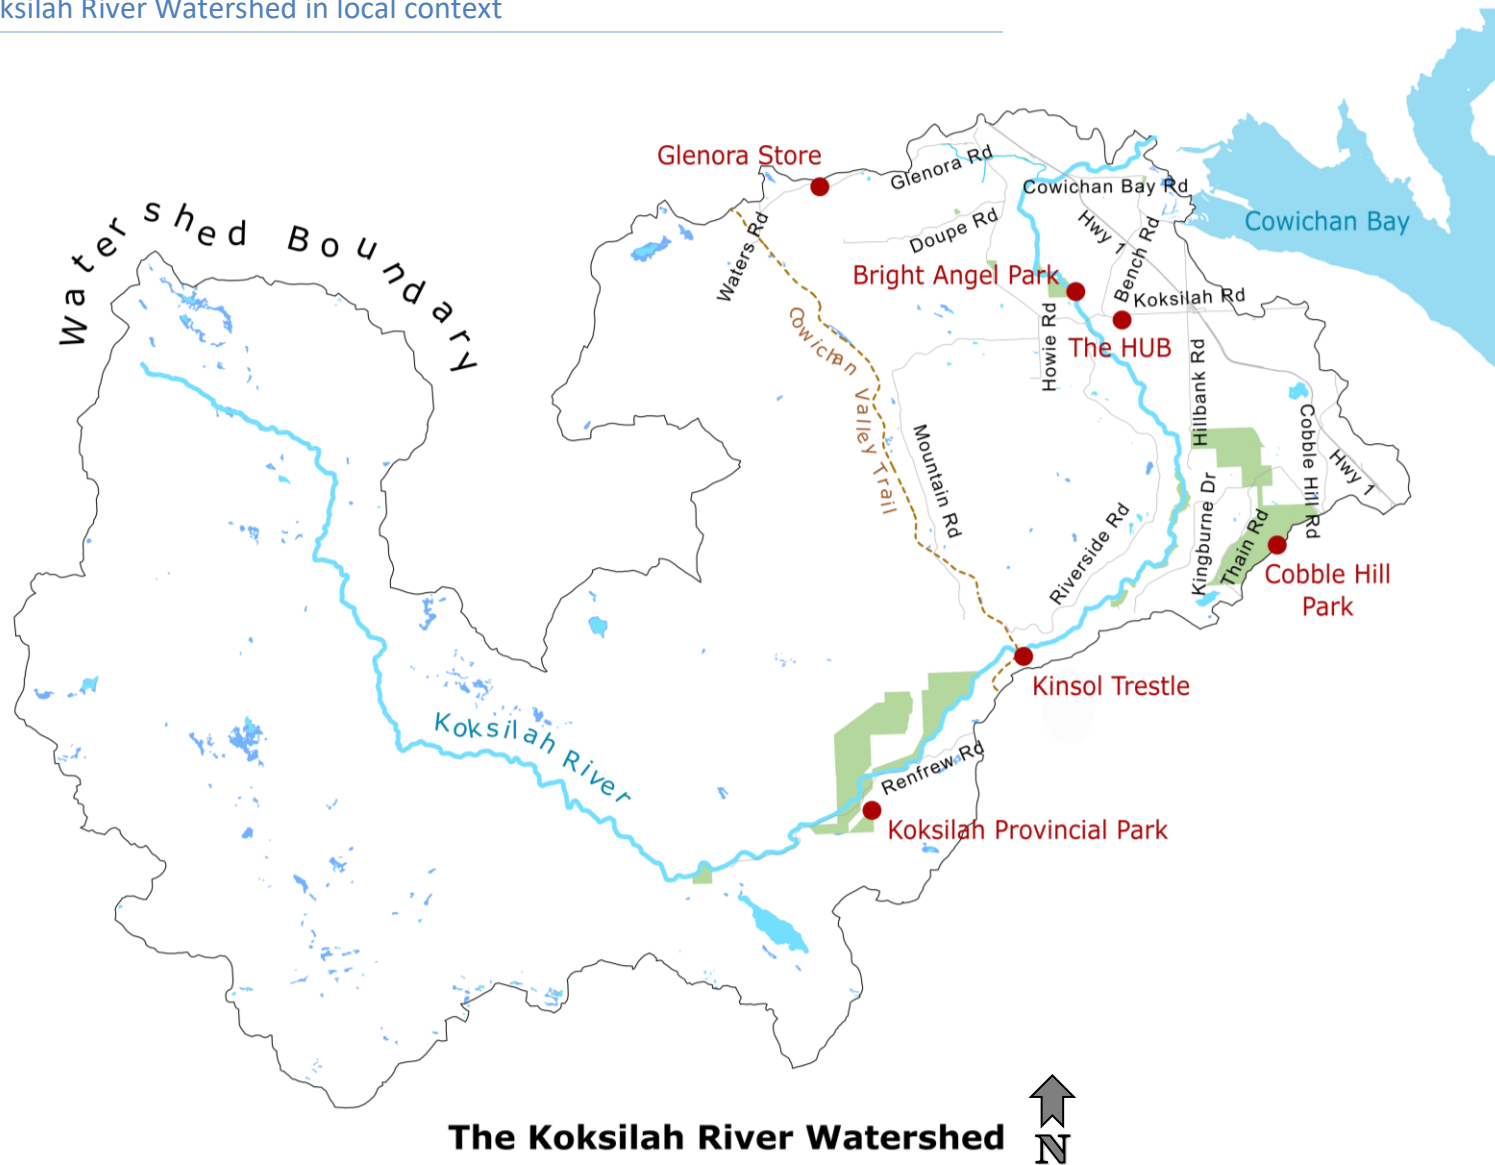 ksilah River Watershed in local context
Watershed Boundary
Glenora Store
Glenora Rd
Cowichan Bay Rd
Cowichan Bay
Waters Rd
Doupe Rd
Hwy 1
Bench Rd
Bright Angel Park
Koksilah Rd
Howie Rd
The HUB
Cowichan Valley Trail
Hillbank Rd
Mountain Rd
Cobble Hill Rd
Hwy 1
Riverside Rd
Kingburne Dr
Thain Rd
Cobble Hill
Park
Kinsol Trestle
Koksilah River
Renfrew Rd
Koksilah Provincial Park
The Koksilah River Watershed
N